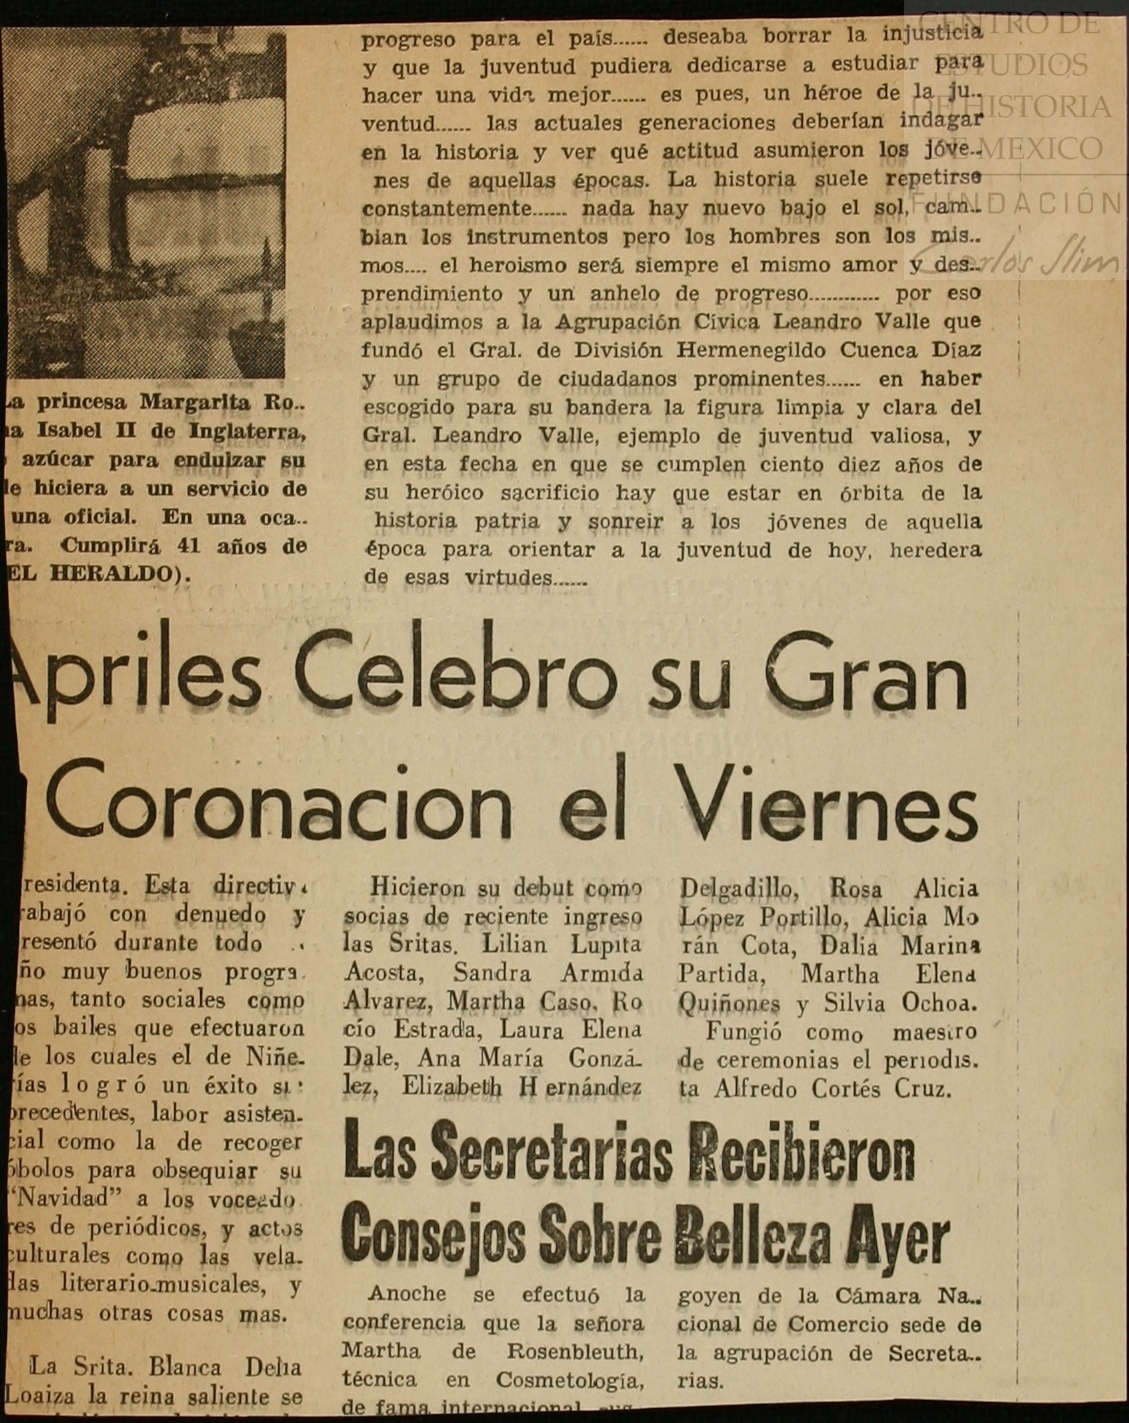 CENTRO DE
ESTUDIOS
DE HISTORIA
DE MEXICO
FUNDACIÓN
Carlos Slim
progreso para el país...... deseaba borrar la injusticia
y que la juventud pudiera dedicarse a estudiar para
hacer una vida mejor...... es pues, un héroe de la ju..
ventud...... las actuales generaciones deberían indagar
en la historia y ver qué actitud asumieron los jóve..
nes de aquellas épocas. La historia suele repetirse
constantemente...... nada hay nuevo bajo el sol, cam..
bian los instrumentos pero los hombres son los mis..
mos.... el heroismo será siempre el mismo amor y des..
prendimiento y un anhelo de progreso............ por eso
aplaudimos a la Agrupación Cívica Leandro Valle que
fundó el Gral. de División Hermenegildo Cuenca Díaz
y un grupo de ciudadanos prominentes...... en haber
escogido para su bandera la figura limpia y clara del
Gral. Leandro Valle, ejemplo de juventud valiosa, y
en esta fecha en que se cumplen ciento diez años de
su heróico sacrificio hay que estar en órbita de la
historia patria y sonreir a los jóvenes de aquella
época para orientar a la juventud de hoy, heredera
de esas virtudes......
La princesa Margarita Ro..
na Isabel II de Inglaterra,
azúcar para endulzar su
le hiciera a un servicio de
una oficial. En una oca..
ra. Cumplirá 41 años de
EL HERALDO).
Apriles Celebro su Gran
Coronacion el Viernes
residenta. Esta directiv
rabajó con denuedo y
resentó durante todo
ño muy buenos progra
mas, tanto sociales como
os bailes que efectuaron
de los cuales el de Niñe-
rías logró un éxito si
precedentes, labor asisten-
cial como la de recoger
óbolos para obsequiar su
"Navidad" a los voceado
res de periódicos, y actos
culturales como las vela-
das literario-musicales, y
muchas otras cosas mas.
La Srita. Blanca Delia
Loaiza la reina saliente se
Hicieron su debut como
socias de reciente ingreso
las Sritas. Lilian Lupita
Acosta, Sandra Armida
Alvarez, Martha Caso, Ro
cío Estrada, Laura Elena
Dale, Ana María Gonzá-
lez, Elizabeth Hernández
Delgadillo, Rosa Alicia
López Portillo, Alicia Mo
rán Cota, Dalia Marina
Partida, Martha Elena
Quiñones y Silvia Ochoa.
Fungió como maestro
de ceremonias el periodis.
ta Alfredo Cortés Cruz.
Las Secretarias Recibieron
Consejos Sobre Belleza Ayer
Anoche se efectuó la
conferencia que la señora
Martha de Rosenbleuth,
técnica en Cosmetología,
de fama internacional
goyen de la Cámara Na..
cional de Comercio sede de
la agrupación de Secreta..
rias.